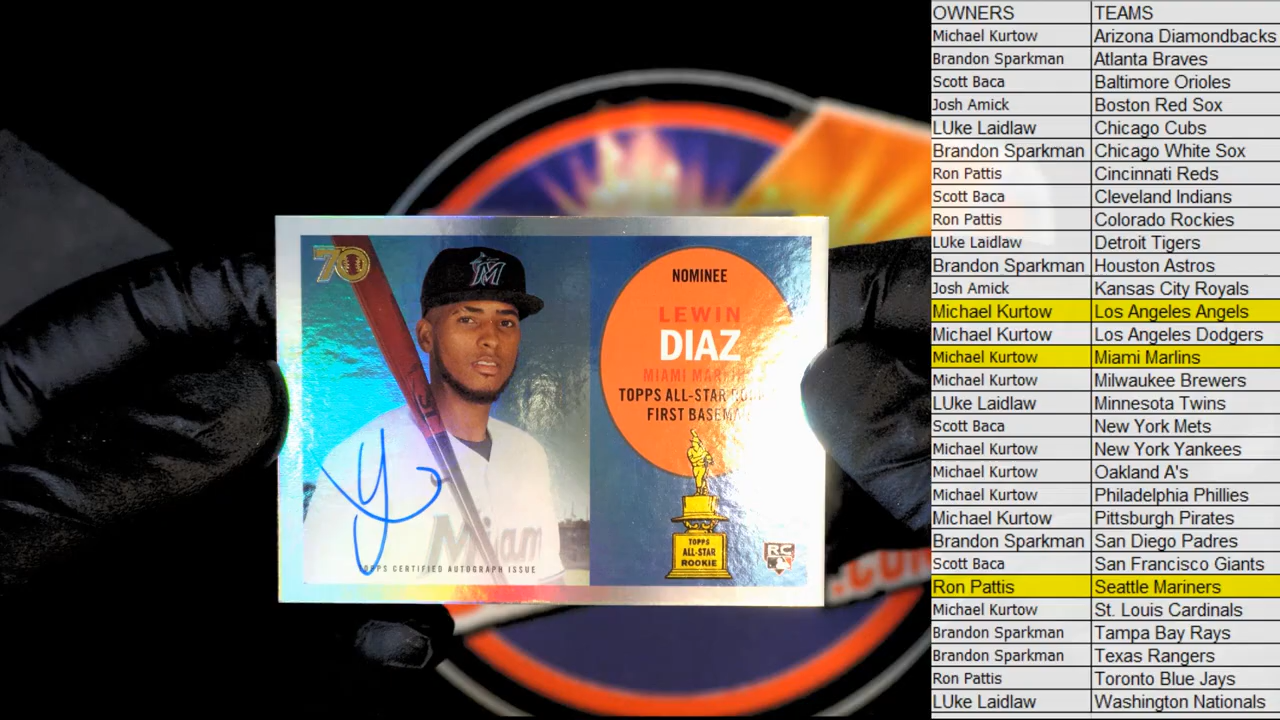 70
M
NOMINEE
LEWIN
DIAZ
MIAMI
TOPPS ALL-STAR
FIRST
TOPPS
ALL-STAR
ROOKIE
RC
CERTIFIED AUTOGRAPH ISSUE
OWNERS TEAMS
Michael Kurtow Arizona Diamondbacks
Brandon Sparkman Atlanta Braves
Scott Baca Baltimore Orioles
Josh Amick Boston Red Sox
LUke Laidlaw Chicago Cubs
Brandon Sparkman Chicago White Sox
Ron Pattis Cincinnati Reds
Scott Baca Cleveland Indians
Ron Pattis Colorado Rockies
LUke Laidlaw Detroit Tigers
Brandon Sparkman Houston Astros
Josh Amick Kansas City Royals
Michael Kurtow Los Angeles Angels
Michael Kurtow Los Angeles Dodgers
Michael Kurtow Miami Marlins
Michael Kurtow Milwaukee Brewers
LUke Laidlaw Minnesota Twins
Scott Baca New York Mets
Michael Kurtow New York Yankees
Michael Kurtow Oakland A's
Michael Kurtow Philadelphia Phillies
Michael Kurtow Pittsburgh Pirates
Brandon Sparkman San Diego Padres
Scott Baca San Francisco Giants
Ron Pattis Seattle Mariners
Michael Kurtow St. Louis Cardinals
Brandon Sparkman Tampa Bay Rays
Brandon Sparkman Texas Rangers
Ron Pattis Toronto Blue Jays
LUke Laidlaw Washington Nationals